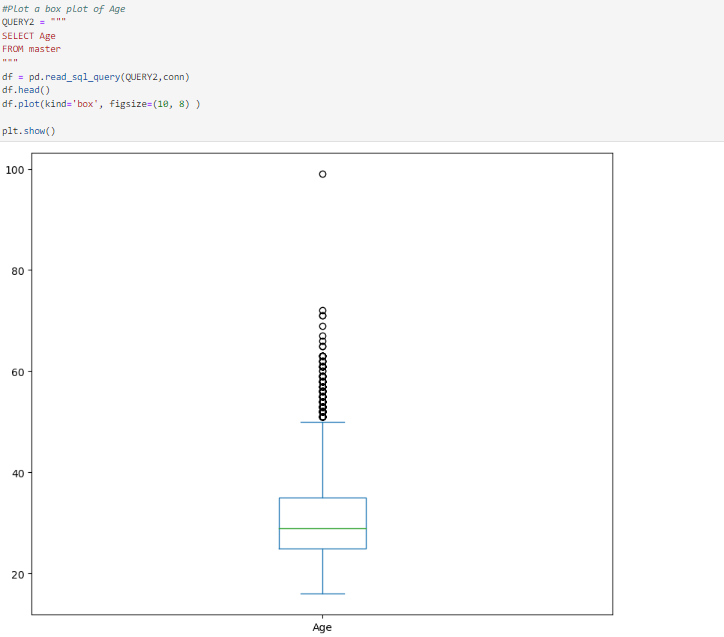 #Plot a box plot of Age
QUERY2 = """
SELECT Age
FROM master
"""
df = pd.read_sql_query(QUERY2,conn)
df.head()
df.plot(kind='box', figsize=(10, 8) )
plt.show()
100
80
60
40
20
Age